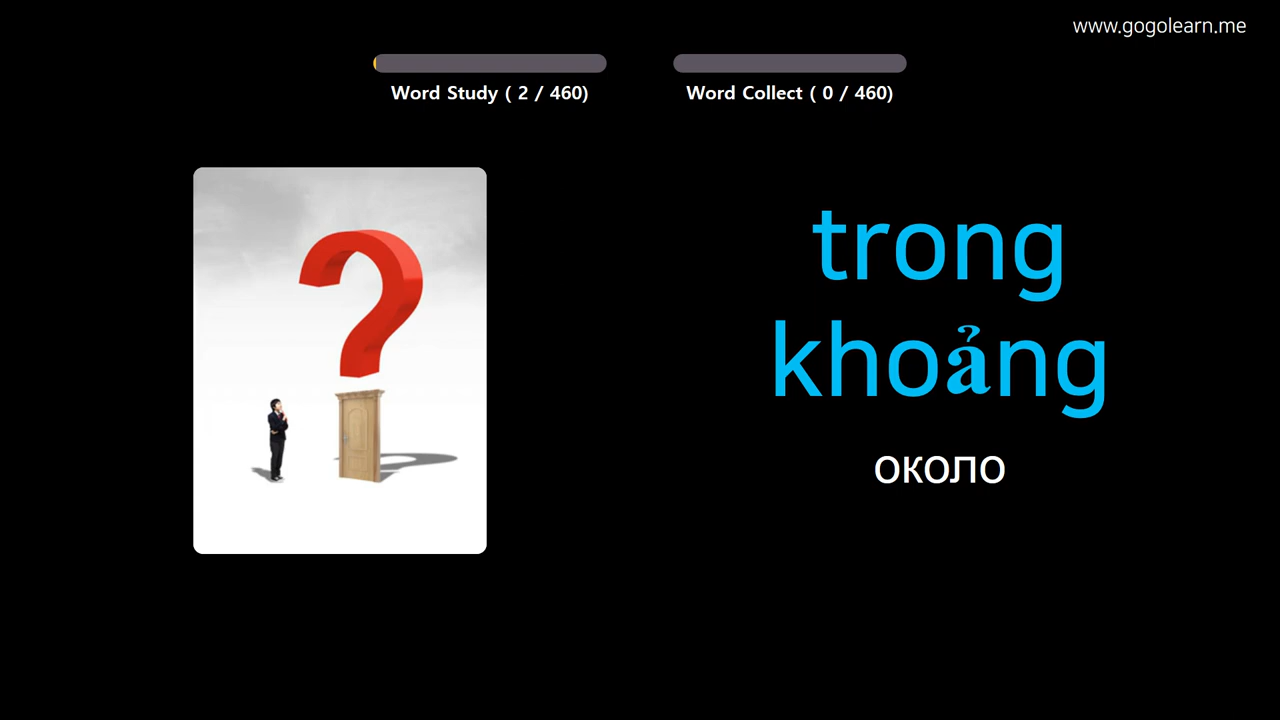 www.gogolearn.me
Word Study ( 2 / 460)
Word Collect ( 0 / 460)
trong
khoảng
около